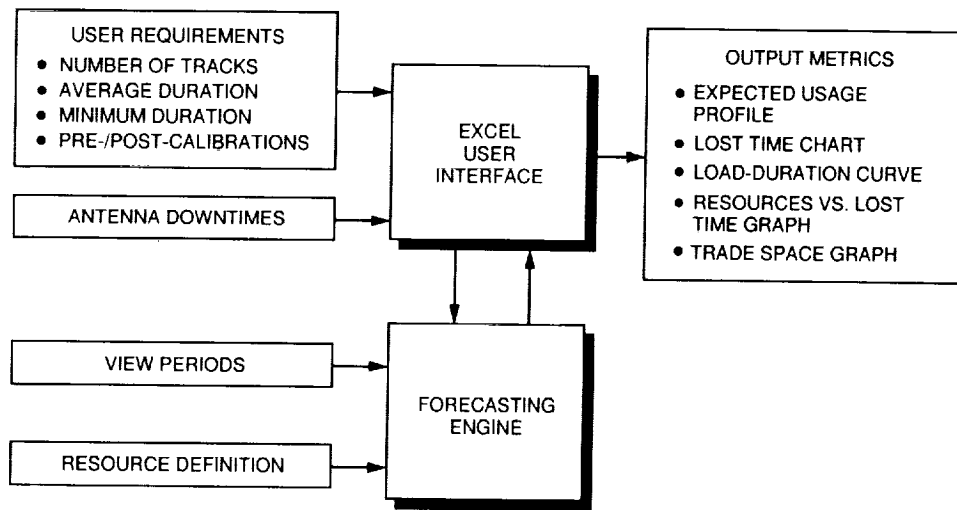 USER REQUIREMENTS
● NUMBER OF TRACKS
● AVERAGE DURATION
● MINIMUM DURATION
● PRE-/POST-CALIBRATIONS
ANTENNA DOWNTIMES
VIEW PERIODS
RESOURCE DEFINITION
EXCEL
USER
INTERFACE
FORECASTING
ENGINE
OUTPUT METRICS
● EXPECTED USAGE
PROFILE
● LOST TIME CHART
● LOAD-DURATION CURVE
● RESOURCES VS. LOST
TIME GRAPH
● TRADE SPACE GRAPH